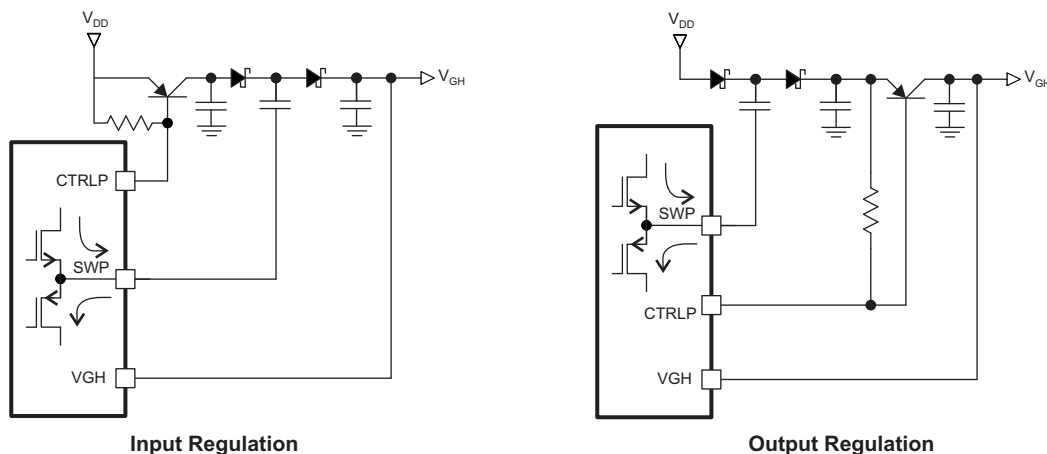 VDD
VGH
CTRLP
SWP
VGH
Input Regulation
VDD
VGH
SWP
CTRLP
VGH
Output Regulation